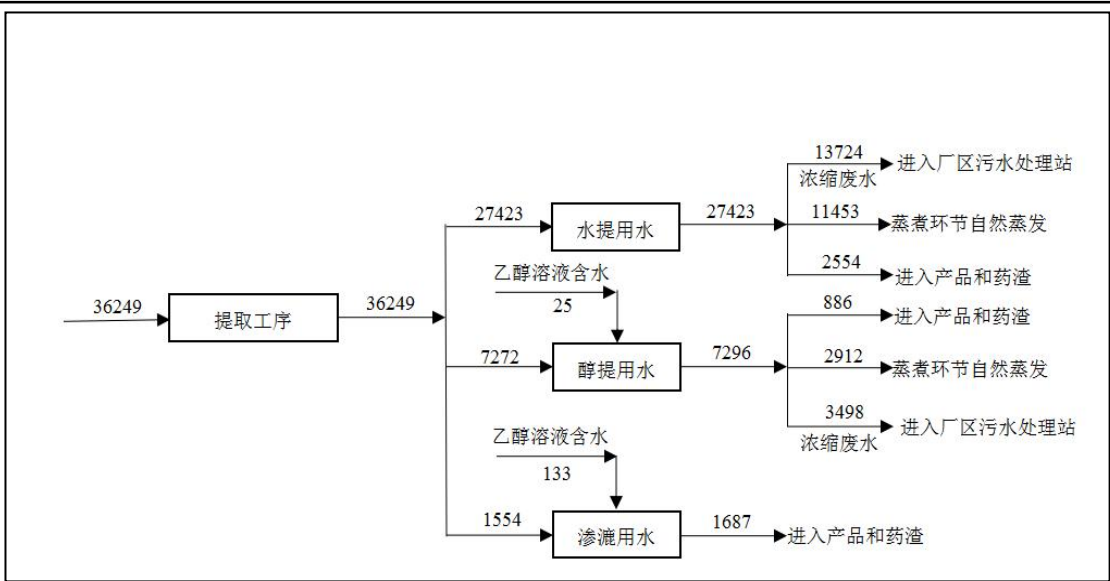 13724
进入厂区污水处理站
浓缩废水
27423
水提用水
27423
11453
蒸煮环节自然蒸发
乙醇溶液含水
2554
进入产品和药渣
36249
提取工序
36249
25
886
进入产品和药渣
7272
醇提用水
7296
2912
蒸煮环节自然蒸发
3498
进入厂区污水处理站
乙醇溶液含水
浓缩废水
133
1554
渗漉用水
1687
进入产品和药渣